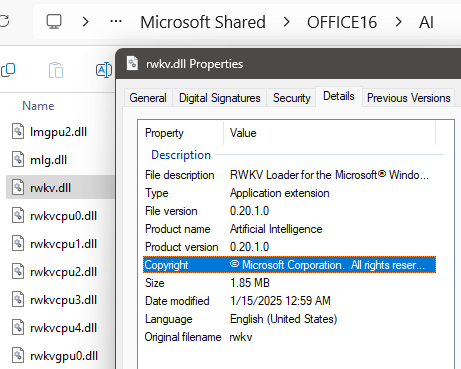 ... > Microsoft Shared > OFFICE16 > AI
rwkv.dll Properties
General Digital Signatures Security Details Previous Versions
Name
lmgpu2.dll
mlg.dll
rwkv.dll
rwkvcpu0.dll
rwkvcpu1.dll
rwkvcpu2.dll
rwkvcpu3.dll
rwkvcpu4.dll
rwkvgpu0.dll
Property Value
Description
File description RWKV Loader for the Microsoft® Windo...
Type Application extension
File version 0.20.1.0
Product name Artificial Intelligence
Product version 0.20.1.0
Copyright © Microsoft Corporation. All rights reser...
Size 1.85 MB
Date modified 1/15/2025 12:59 AM
Language English (United States)
Original filename rwkv